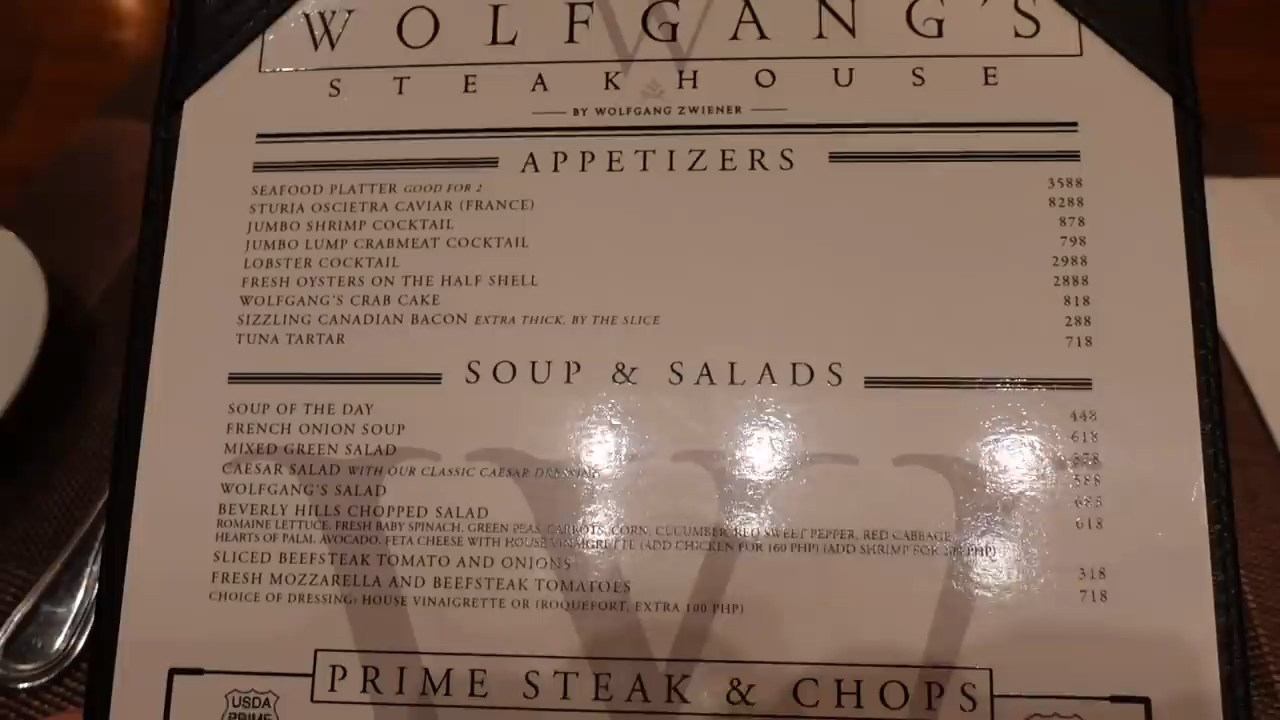 WOLFGANG'S
STEAKHOUSE
BY WOLFGANG ZWIENER
APPETIZERS
SEAFOOD PLATTER GOOD FOR 2 3588
STURIA OSCIETRA CAVIAR (FRANCE) 8288
JUMBO SHRIMP COCKTAIL 878
JUMBO LUMP CRABMEAT COCKTAIL 798
LOBSTER COCKTAIL 2988
FRESH OYSTERS ON THE HALF SHELL 2888
WOLFGANG'S CRAB CAKE 818
SIZZLING CANADIAN BACON EXTRA THICK, BY THE SLICE 288
TUNA TARTAR 718
SOUP & SALADS
SOUP OF THE DAY 448
FRENCH ONION SOUP 618
MIXED GREEN SALAD
CAESAR SALAD WITH OUR CLASSIC CAESAR DRESSING 588
WOLFGANG'S SALAD 688
BEVERLY HILLS CHOPPED SALAD 618
ROMAINE LETTUCE, FRESH BABY SPINACH, GREEN PEAS, CARROTS, CORN, CUCUMBER, RED SWEET PEPPER, RED CABBAGE,
HEARTS OF PALM, AVOCADO, FETA CHEESE WITH HOUSE VINAIGRETTE (ADD CHICKEN FOR 160 PHP) (ADD SHRIMP FOR PHP)
SLICED BEEFSTEAK TOMATO AND ONIONS 318
FRESH MOZZARELLA AND BEEFSTEAK TOMATOES 718
CHOICE OF DRESSING: HOUSE VINAIGRETTE OR (ROQUEFORT, EXTRA 100 PHP)
PRIME STEAK & CHOPS
USDA
PRIME